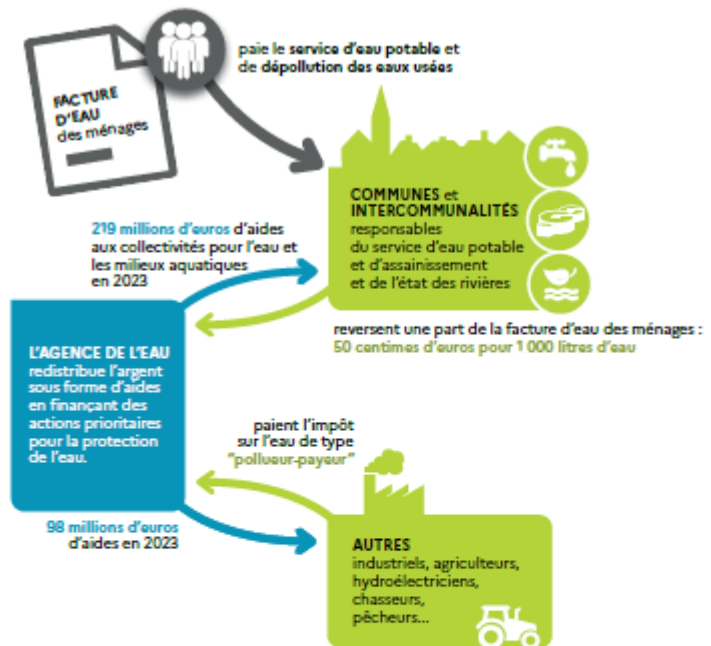 paie le service d'eau potable et
de dépollution des eaux usées
FACTURE
D'EAU
des ménages
COMMUNES et
INTERCOMMUNALITÉS
responsables
du service d'eau potable
et d'assainissement
et de l'état des rivières
219 millions d'euros d'aides
aux collectivités pour l'eau et
les milieux aquatiques
en 2023
reversent une part de la facture d'eau des ménages :
50 centimes d'euros pour 1 000 litres d'eau
L'AGENCE DE L'EAU
redistribue l'argent
sous forme d'aides
en finançant des
actions prioritaires
pour la protection
de l'eau.
paient l'impôt
sur l'eau de type
"pollueur-payeur"
98 millions d'euros
d'aides en 2023
AUTRES
industriels, agriculteurs,
hydroélectriciens,
chasseurs,
pêcheurs...